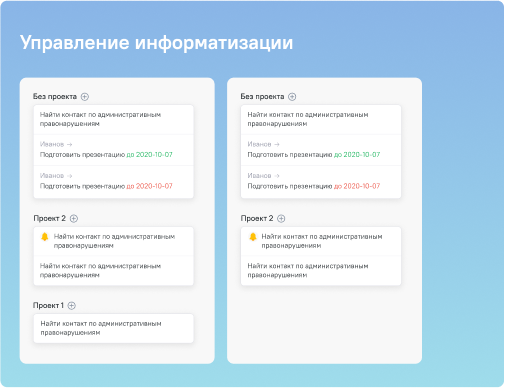 Управление информатизации
Без проекта
Найти контакт по административным
правонарушениям
Иванов →
Подготовить презентацию до 2020-10-07
Иванов →
Подготовить презентацию до 2020-10-07
Проект 2
Найти контакт по административным
правонарушениям
Найти контакт по административным
правонарушениям
Проект 1
Найти контакт по административным
правонарушениям
Без проекта
Найти контакт по административным
правонарушениям
Иванов →
Подготовить презентацию до 2020-10-07
Иванов →
Подготовить презентацию до 2020-10-07
Проект 2
Найти контакт по административным
правонарушениям
Найти контакт по административным
правонарушениям